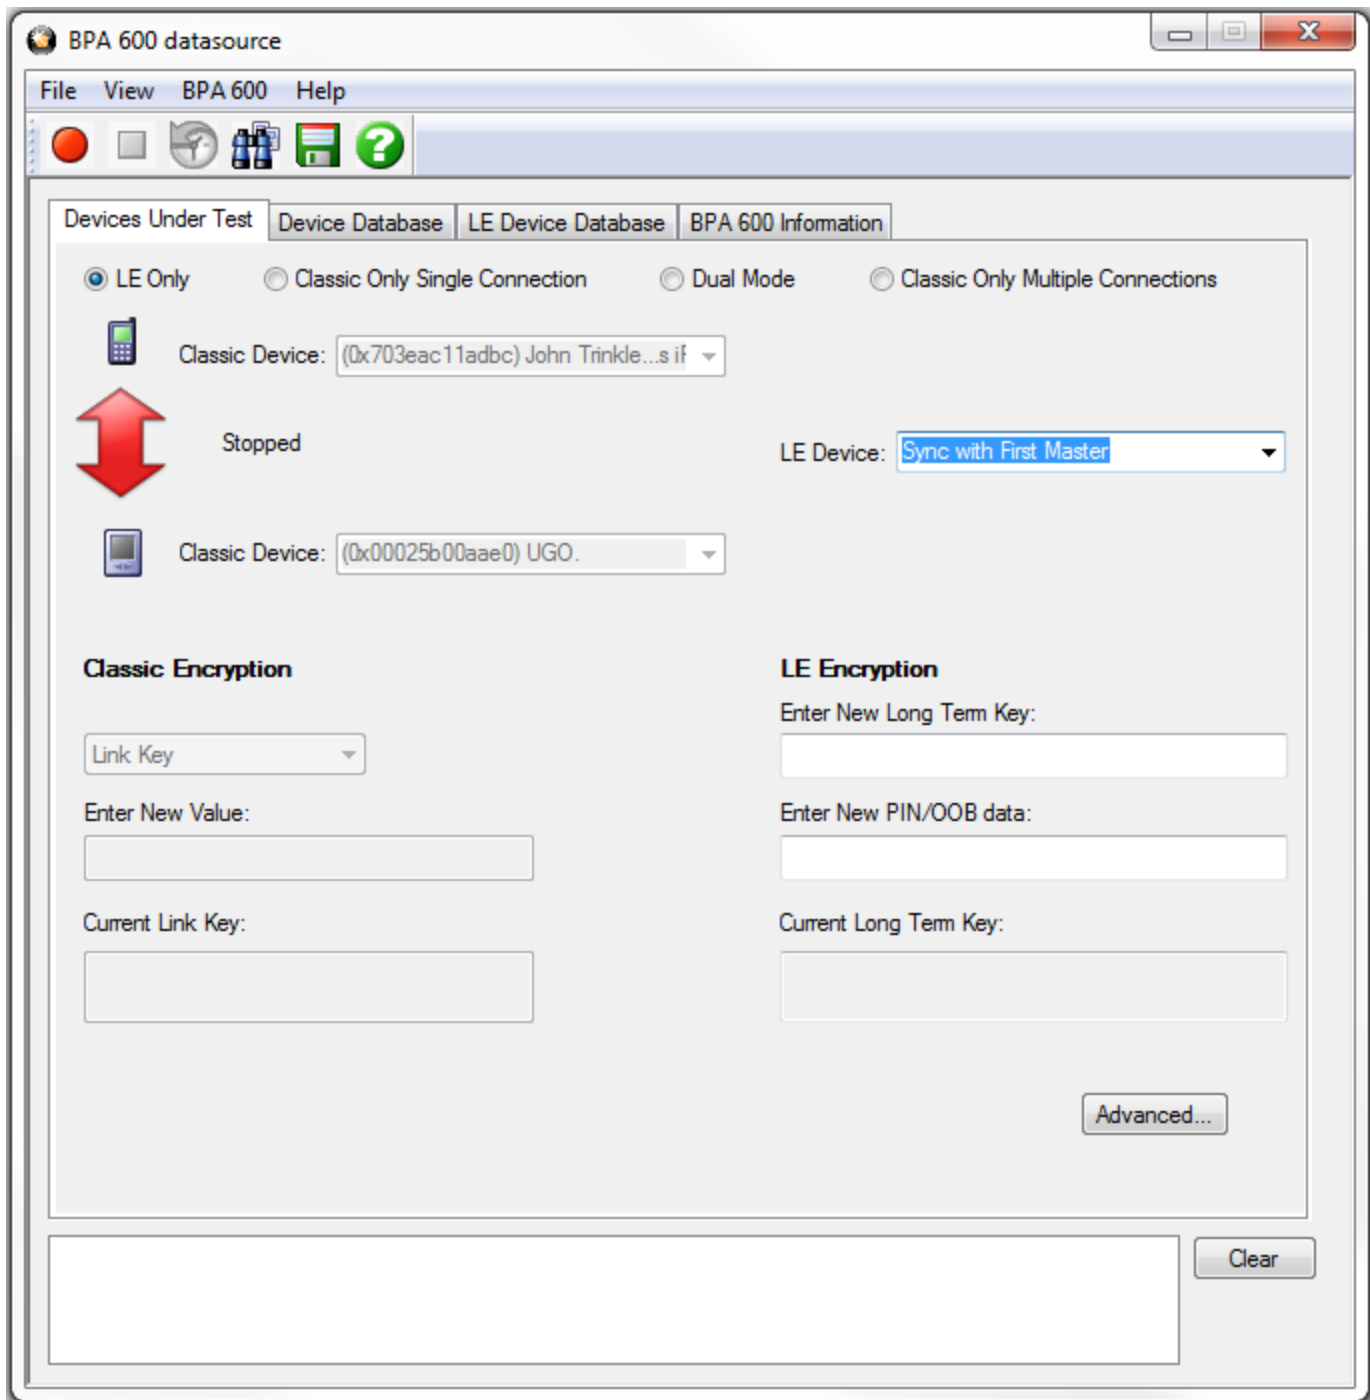 BPA 600 datasource
File View BPA 600 Help
Devices Under Test Device Database LE Device Database BPA 600 Information
LE Only Classic Only Single Connection Dual Mode Classic Only Multiple Connections
Classic Device: (0x703eac11adbc) John Trinkle...s iP
Stopped
LE Device: Sync with First Master
Classic Device: (0x00025b00aae0) UGO.
Classic Encryption LE Encryption
Enter New Long Term Key:
Link Key
Enter New Value: Enter New PIN/OOB data:
Current Link Key: Current Long Term Key:
Advanced...
Clear